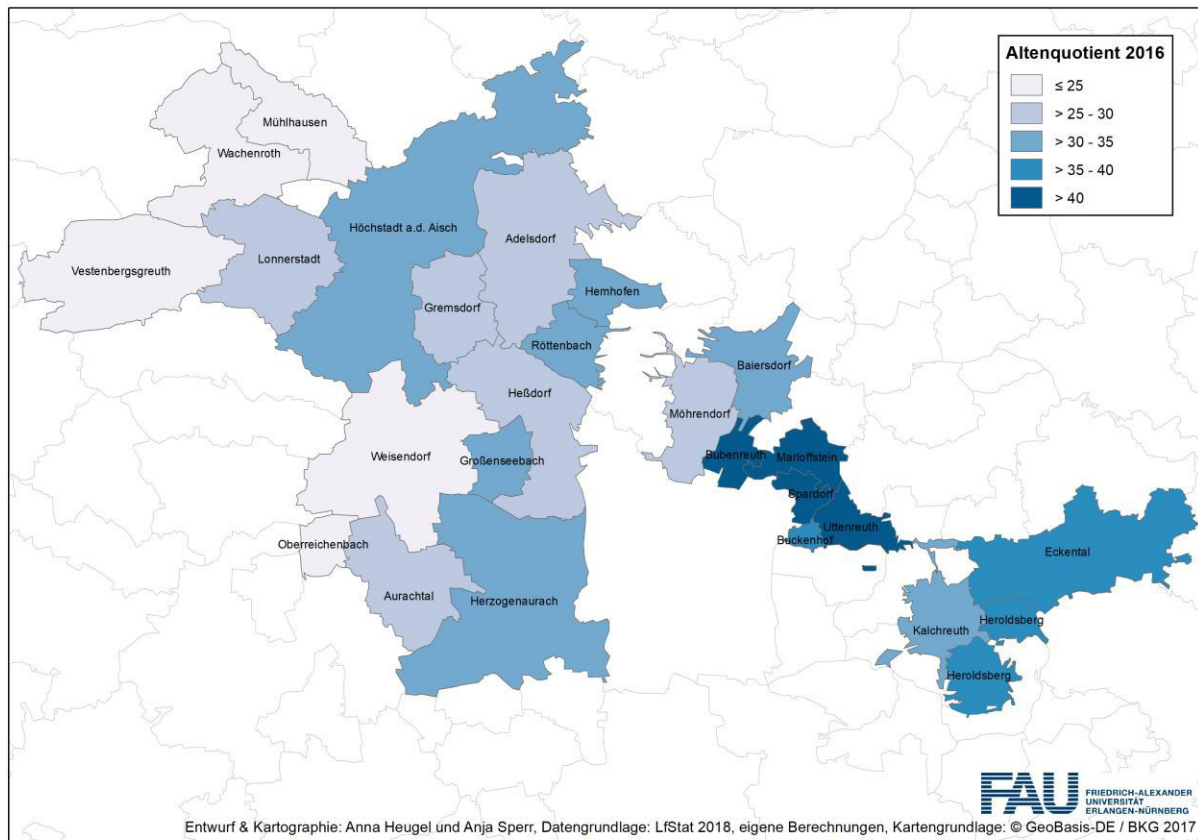 Altenquotient 2016
≤ 25
> 25 - 30
> 30 - 35
> 35 - 40
> 40
Mühlhausen
Wachenroth
Höchstadt a.d. Aisch
Adelsdorf
Lonnerstadt
Vestenbergsgreuth
Hemhofen
Gremsdorf
Röttenbach
Baiersdorf
Heßdorf
Möhrendorf
Weisendorf
Großenseebach
Bubenreuth
Marloffstein
Spardorf
Uttenreuth
Buckenhof
Oberreichenbach
Eckental
Aurachtal
Herzogenaurach
Heroldsberg
Kalchreuth
Heroldsberg
FAU
FRIEDRICH-ALEXANDER
UNIVERSITÄT
ERLANGEN-NÜRNBERG
Entwurf & Kartographie: Anna Heugel und Anja Sperr, Datengrundlage: LfStat 2018, eigene Berechnungen, Kartengrundlage: © GeoBasis-DE / BKG 2017